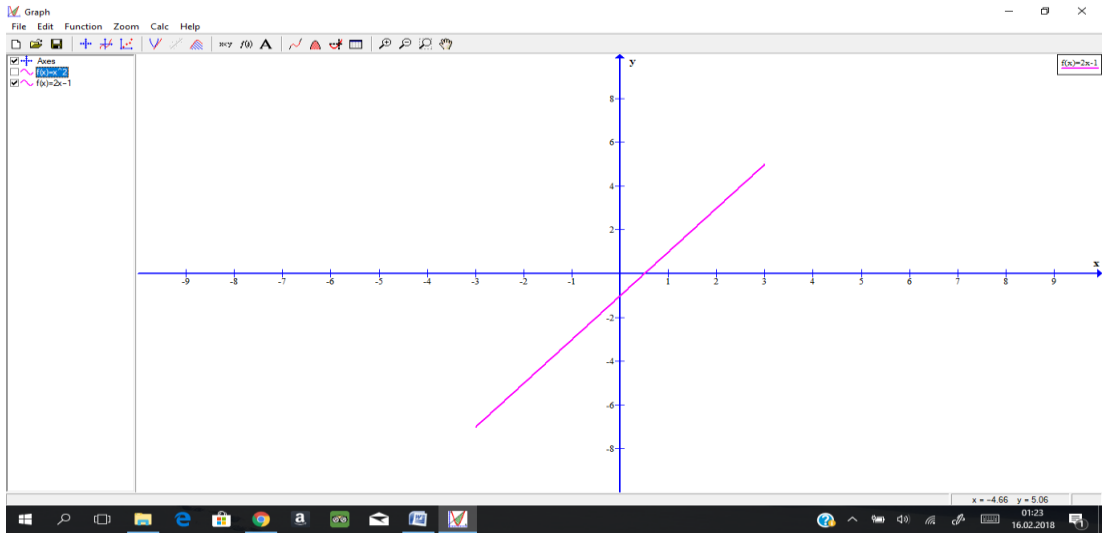 Graph
File Edit Function Zoom Calc Help
x<y f(x) A
Axes
f(x)=x^2
f(x)=2x-1
f(x)=2x-1
y
x
8
6
4
2
-2
-4
-6
-8
-9 -8 -7 -6 -5 -4 -3 -2 -1 1 2 3 4 5 6 7 8 9
x = -4.66 y = 5.06
a
01:23
16.02.2018
1